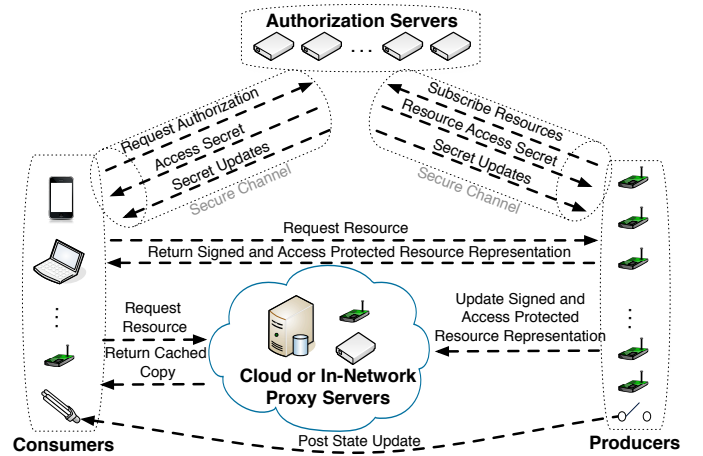 Authorization Servers
Request Authorization
Access Secret
Secret Updates
Secure Channel
Subscribe Resources
Resource Access Secret
Secret Updates
Secure Channel
Request Resource
Return Signed and Access Protected Resource Representation
Request
Resource
Return Cached
Copy
Update Signed and
Access Protected
Resource Representation
Cloud or In-Network
Proxy Servers
Post State Update
Consumers
Producers